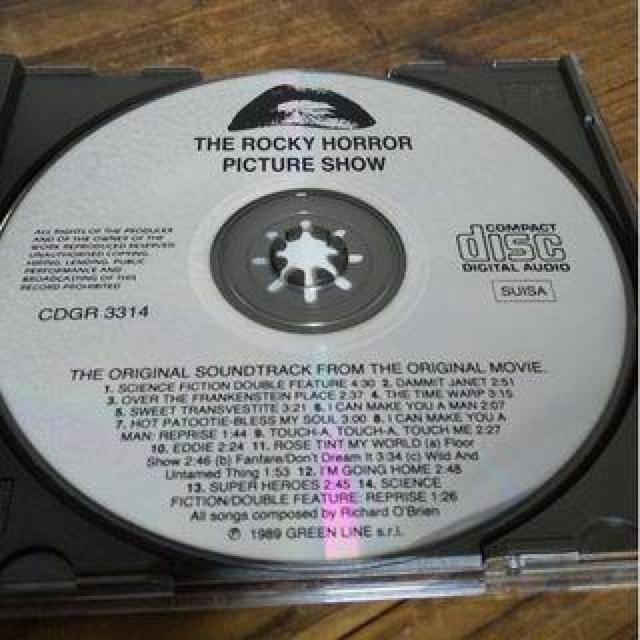 THE ROCKY HORROR
PICTURE SHOW
ALL RIGHTS OF THE PRODUCER
AND OF THE OWNER OF THE
WORK REPRODUCED RESERVED
UNAUTHORISED COPYING,
HIRING, LENDING, PUBLIC
PERFORMANCE AND
BROADCASTING OF THIS
RECORD PROHIBITED
COMPACT
disc
DIGITAL AUDIO
SUISA
CDGR 3314
THE ORIGINAL SOUNDTRACK FROM THE ORIGINAL MOVIE.
1. SCIENCE FICTION DOUBLE FEATURE 4:30 2. DAMMIT JANET 2:51
3. OVER THE FRANKENSTEIN PLACE 2:37 4. THE TIME WARP 3:15
5. SWEET TRANSVESTITE 3:21 6. I CAN MAKE YOU A MAN 2:07
7. HOT PATOOTIE-BLESS MY SOUL 3:00 8. I CAN MAKE YOU A
MAN: REPRISE 1:44 9. TOUCH-A, TOUCH-A, TOUCH ME 2:27
10. EDDIE 2:24 11. ROSE TINT MY WORLD (a) Floor
Show 2:46 (b) Fanfare/Don't Dream It 3:34 (c) Wild And
Untamed Thing 1:53 12. I'M GOING HOME 2:48
13. SUPER HEROES 2:45 14. SCIENCE
FICTION/DOUBLE FEATURE: REPRISE 1:26
All songs composed by Richard O'Brien
℗ 1989 GREEN LINE s.r.l.